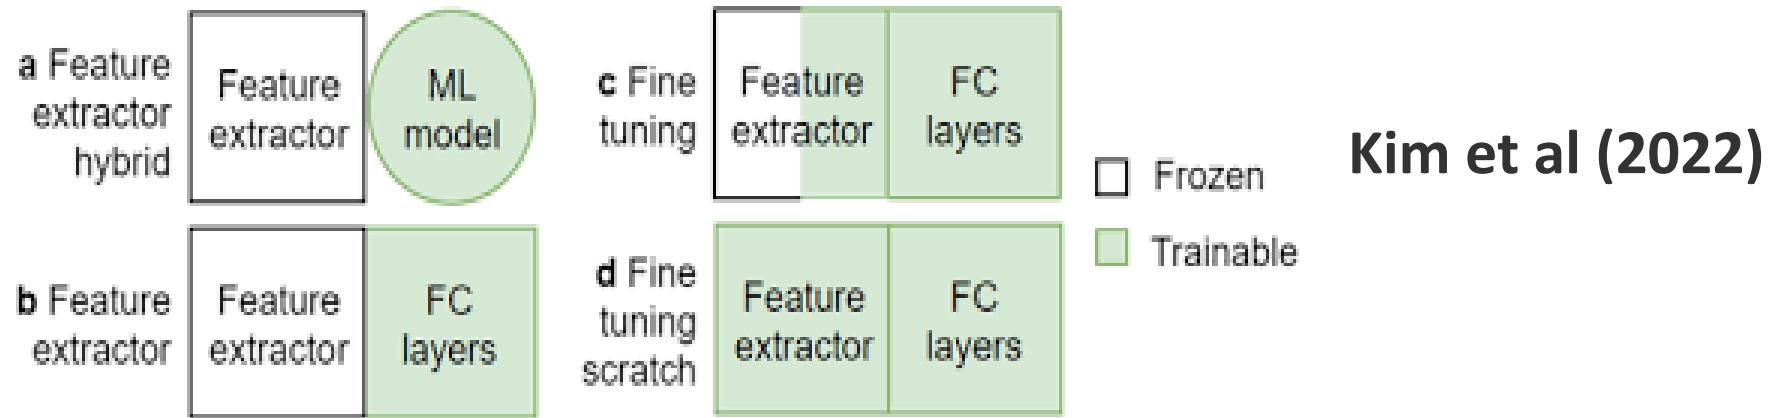 a Feature
extractor
hybrid
Feature
extractor
ML
model
b Feature
extractor
Feature
extractor
FC
layers
c Fine
tuning
Feature
extractor
FC
layers
d Fine
tuning
scratch
Feature
extractor
FC
layers
Frozen
Trainable
Kim et al (2022)